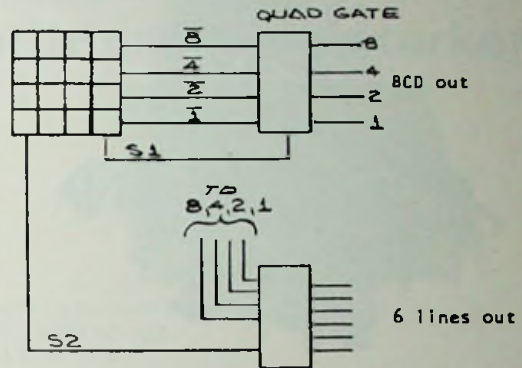 QUAD GATE
8̅ 8
4̅ 4
BCD out
2̅ 2
1̅ 1
S1
TO
8,4,2,1
6 lines out
S2